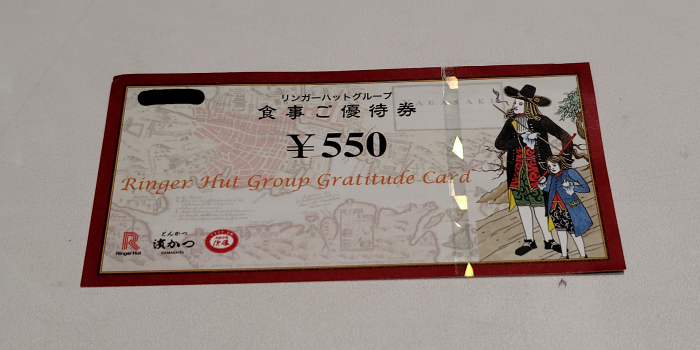 リンガーハットグループ
食事ご優待券
￥550
Ringer Hut Group Gratitude Card
R
Ringer Hut
とんかつ
濵かつ
HAMAKATSU